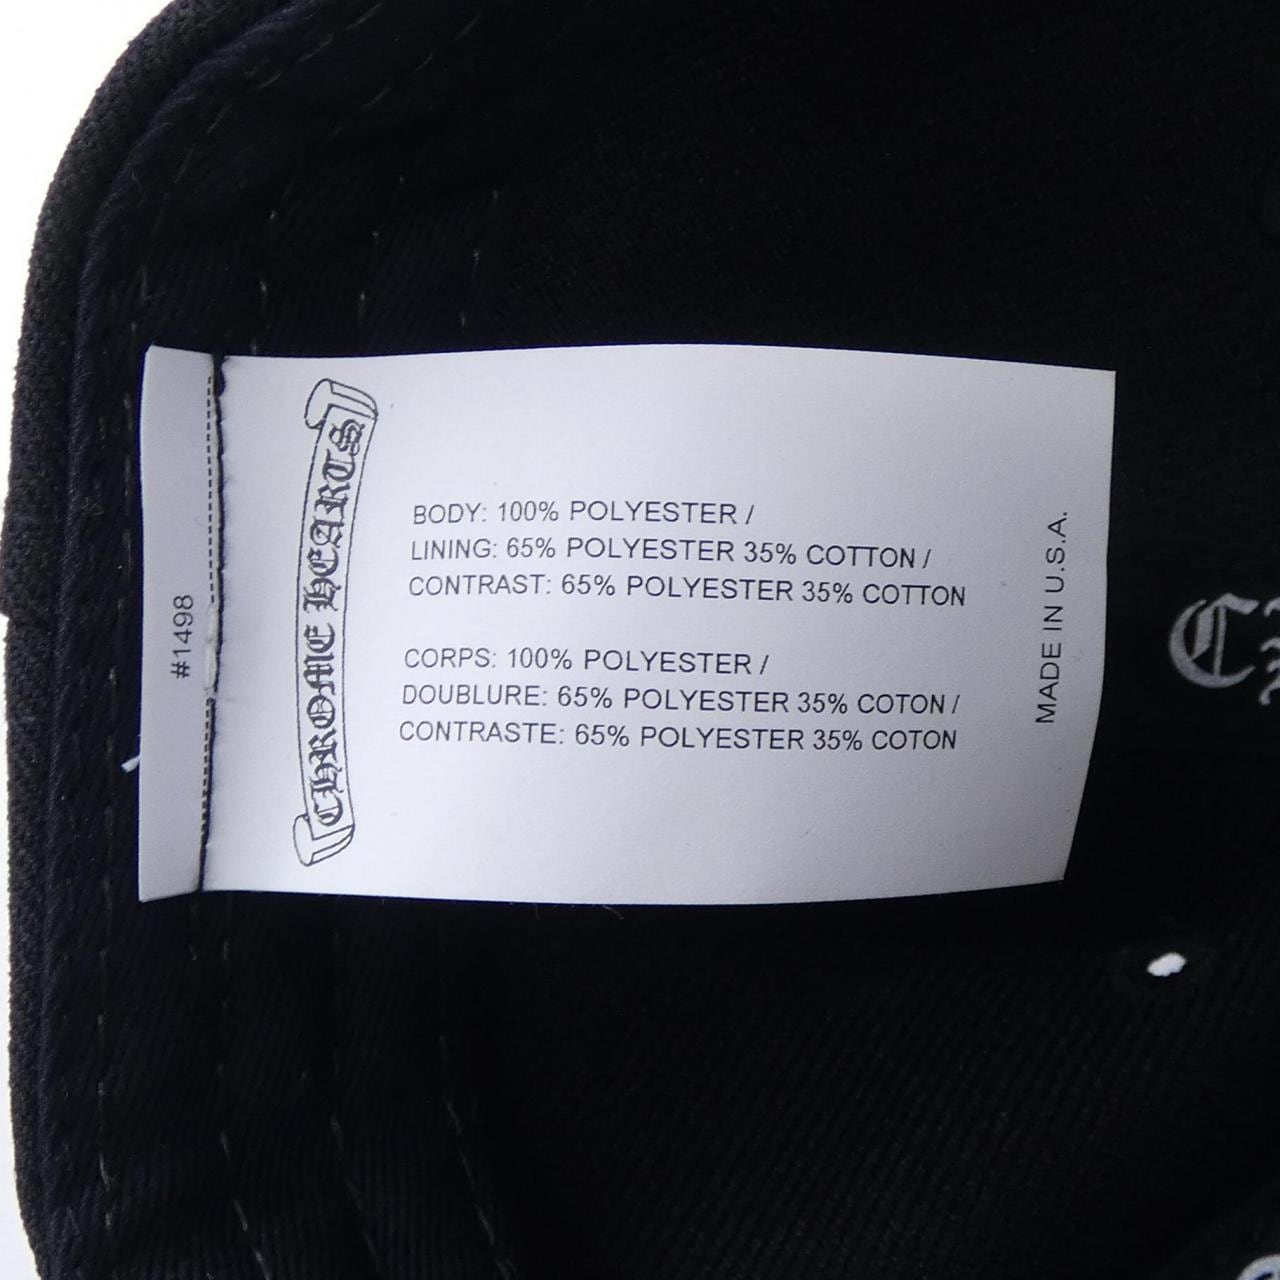 #1498
CHROME HEARTS
BODY: 100% POLYESTER /
LINING: 65% POLYESTER 35% COTTON /
CONTRAST: 65% POLYESTER 35% COTTON
CORPS: 100% POLYESTER /
DOUBLURE: 65% POLYESTER 35% COTON /
CONTRASTE: 65% POLYESTER 35% COTON
MADE IN U.S.A.